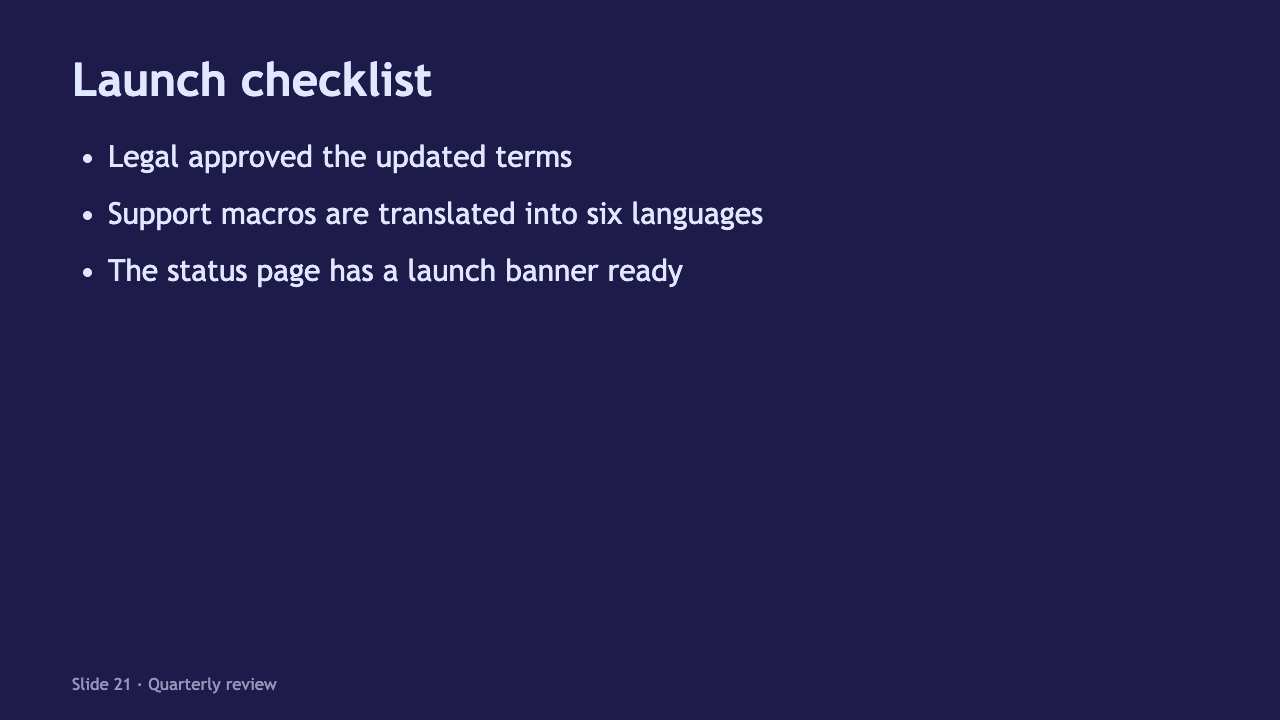 Launch checklist
• Legal approved the updated terms
• Support macros are translated into six languages
• The status page has a launch banner ready
Slide 21 · Quarterly review